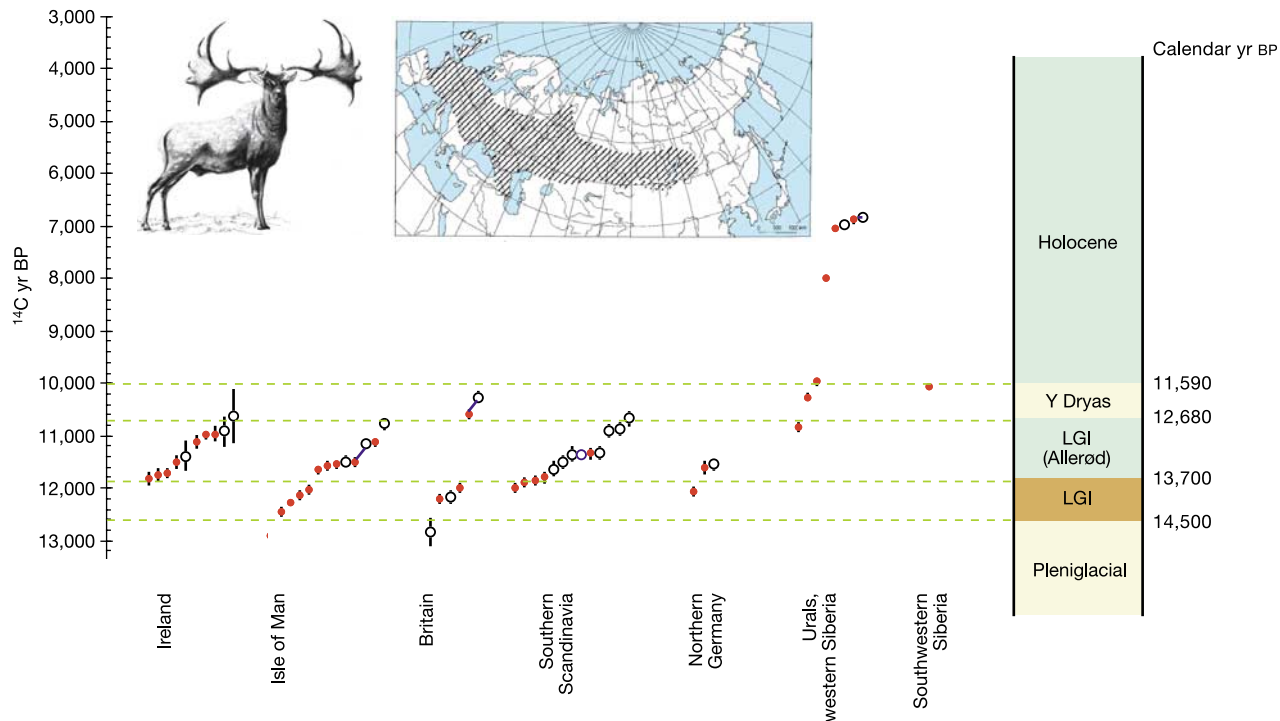 3,000
4,000
5,000
6,000
7,000
8,000
9,000
10,000
11,000
12,000
13,000
14C yr BP
Ireland
Isle of Man
Britain
Southern
Scandinavia
Northern
Germany
Urals,
western Siberia
Southwestern
Siberia
Calendar yr BP
Holocene
11,590
Y Dryas
12,680
LGI
(Allerød)
13,700
LGI
14,500
Pleniglacial